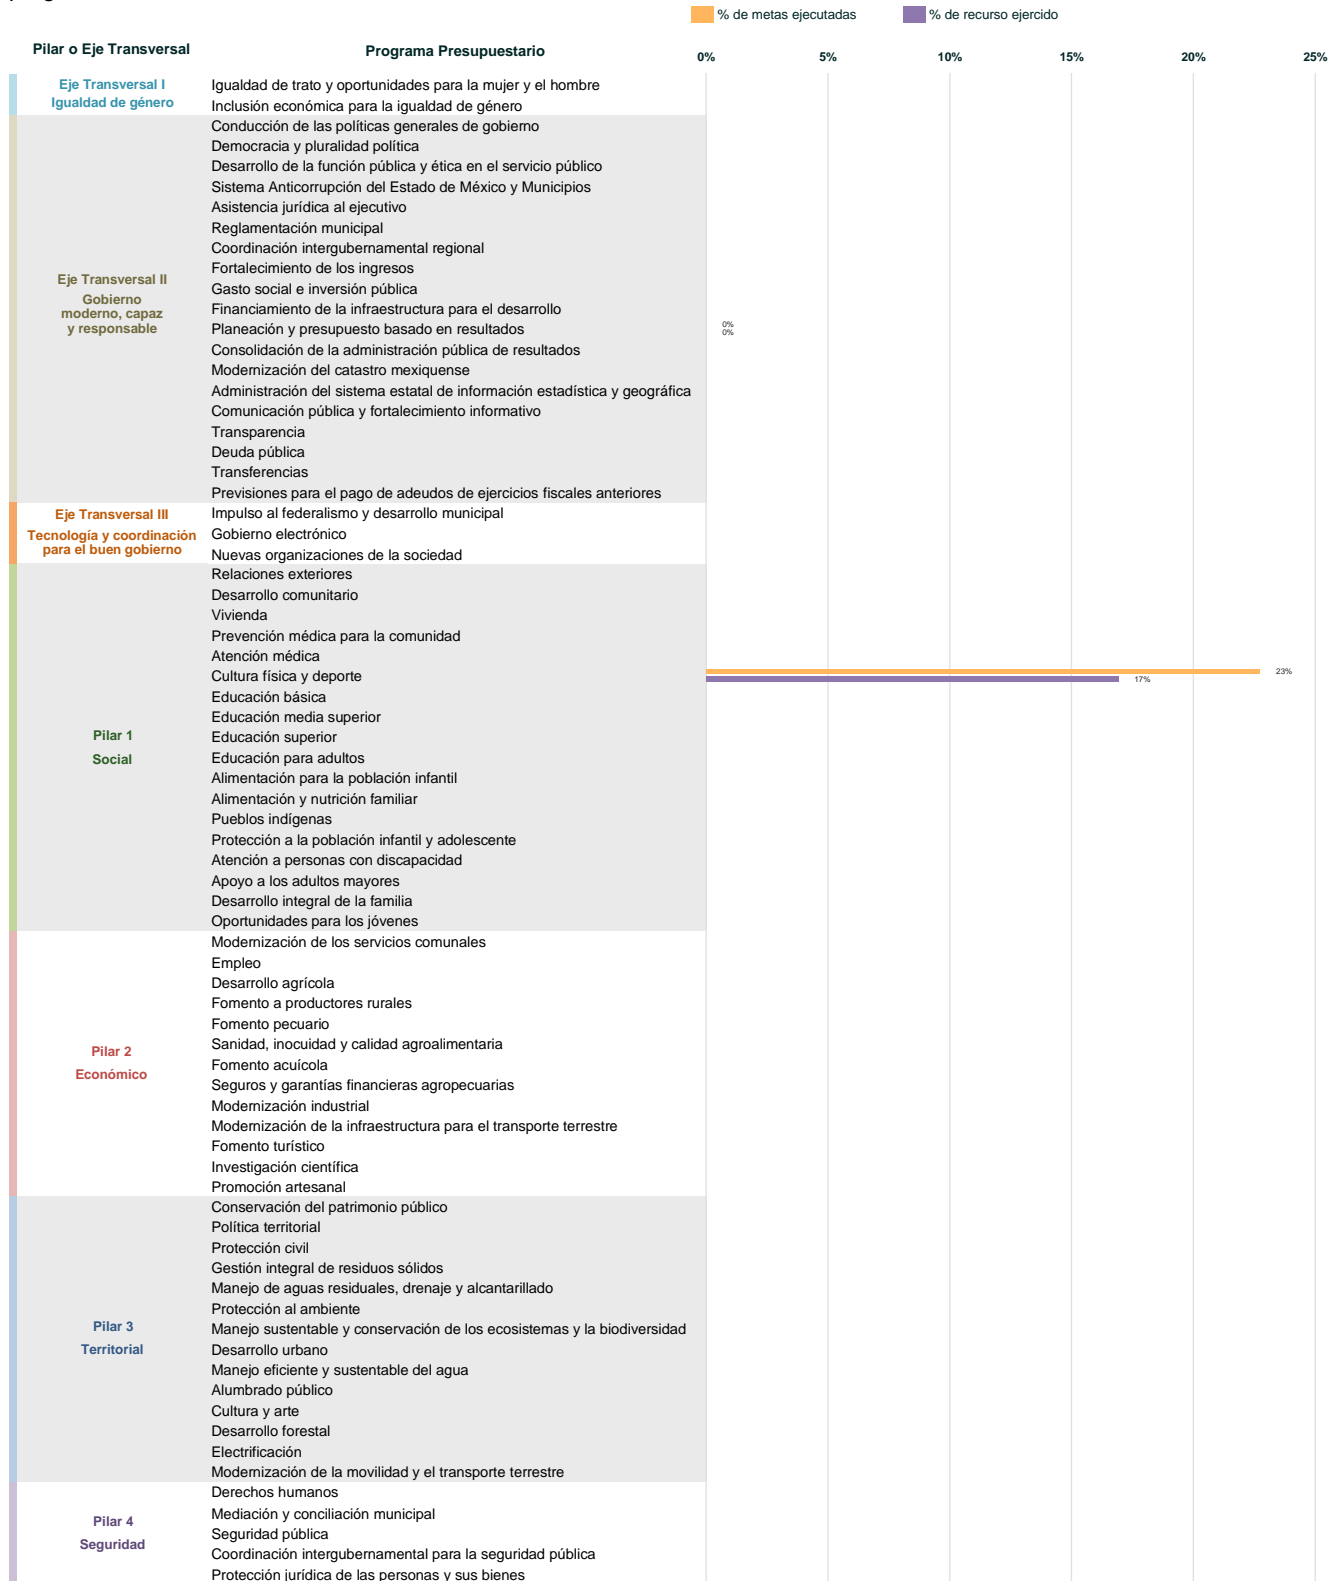 % de metas ejecutadas % de recurso ejercido
Pilar o Eje Transversal Programa Presupuestario 0% 5% 10% 15% 20% 25%
Eje Transversal I
Igualdad de género
Igualdad de trato y oportunidades para la mujer y el hombre
Inclusión económica para la igualdad de género
Eje Transversal II
Gobierno
moderno, capaz
y responsable
Conducción de las políticas generales de gobierno
Democracia y pluralidad política
Desarrollo de la función pública y ética en el servicio público
Sistema Anticorrupción del Estado de México y Municipios
Asistencia jurídica al ejecutivo
Reglamentación municipal
Coordinación intergubernamental regional
Fortalecimiento de los ingresos
Gasto social e inversión pública
Financiamiento de la infraestructura para el desarrollo
Planeación y presupuesto basado en resultados
0%
0%
Consolidación de la administración pública de resultados
Modernización del catastro mexiquense
Administración del sistema estatal de información estadística y geográfica
Comunicación pública y fortalecimiento informativo
Transparencia
Deuda pública
Transferencias
Previsiones para el pago de adeudos de ejercicios fiscales anteriores
Eje Transversal III
Tecnología y coordinación
para el buen gobierno
Impulso al federalismo y desarrollo municipal
Gobierno electrónico
Nuevas organizaciones de la sociedad
Pilar 1
Social
Relaciones exteriores
Desarrollo comunitario
Vivienda
Prevención médica para la comunidad
Atención médica
Cultura física y deporte
23%
17%
Educación básica
Educación media superior
Educación superior
Educación para adultos
Alimentación para la población infantil
Alimentación y nutrición familiar
Pueblos indígenas
Protección a la población infantil y adolescente
Atención a personas con discapacidad
Apoyo a los adultos mayores
Desarrollo integral de la familia
Oportunidades para los jóvenes
Pilar 2
Económico
Modernización de los servicios comunales
Empleo
Desarrollo agrícola
Fomento a productores rurales
Fomento pecuario
Sanidad, inocuidad y calidad agroalimentaria
Fomento acuícola
Seguros y garantías financieras agropecuarias
Modernización industrial
Modernización de la infraestructura para el transporte terrestre
Fomento turístico
Investigación científica
Promoción artesanal
Pilar 3
Territorial
Conservación del patrimonio público
Política territorial
Protección civil
Gestión integral de residuos sólidos
Manejo de aguas residuales, drenaje y alcantarillado
Protección al ambiente
Manejo sustentable y conservación de los ecosistemas y la biodiversidad
Desarrollo urbano
Manejo eficiente y sustentable del agua
Alumbrado público
Cultura y arte
Desarrollo forestal
Electrificación
Modernización de la movilidad y el transporte terrestre
Pilar 4
Seguridad
Derechos humanos
Mediación y conciliación municipal
Seguridad pública
Coordinación intergubernamental para la seguridad pública
Protección jurídica de las personas y sus bienes